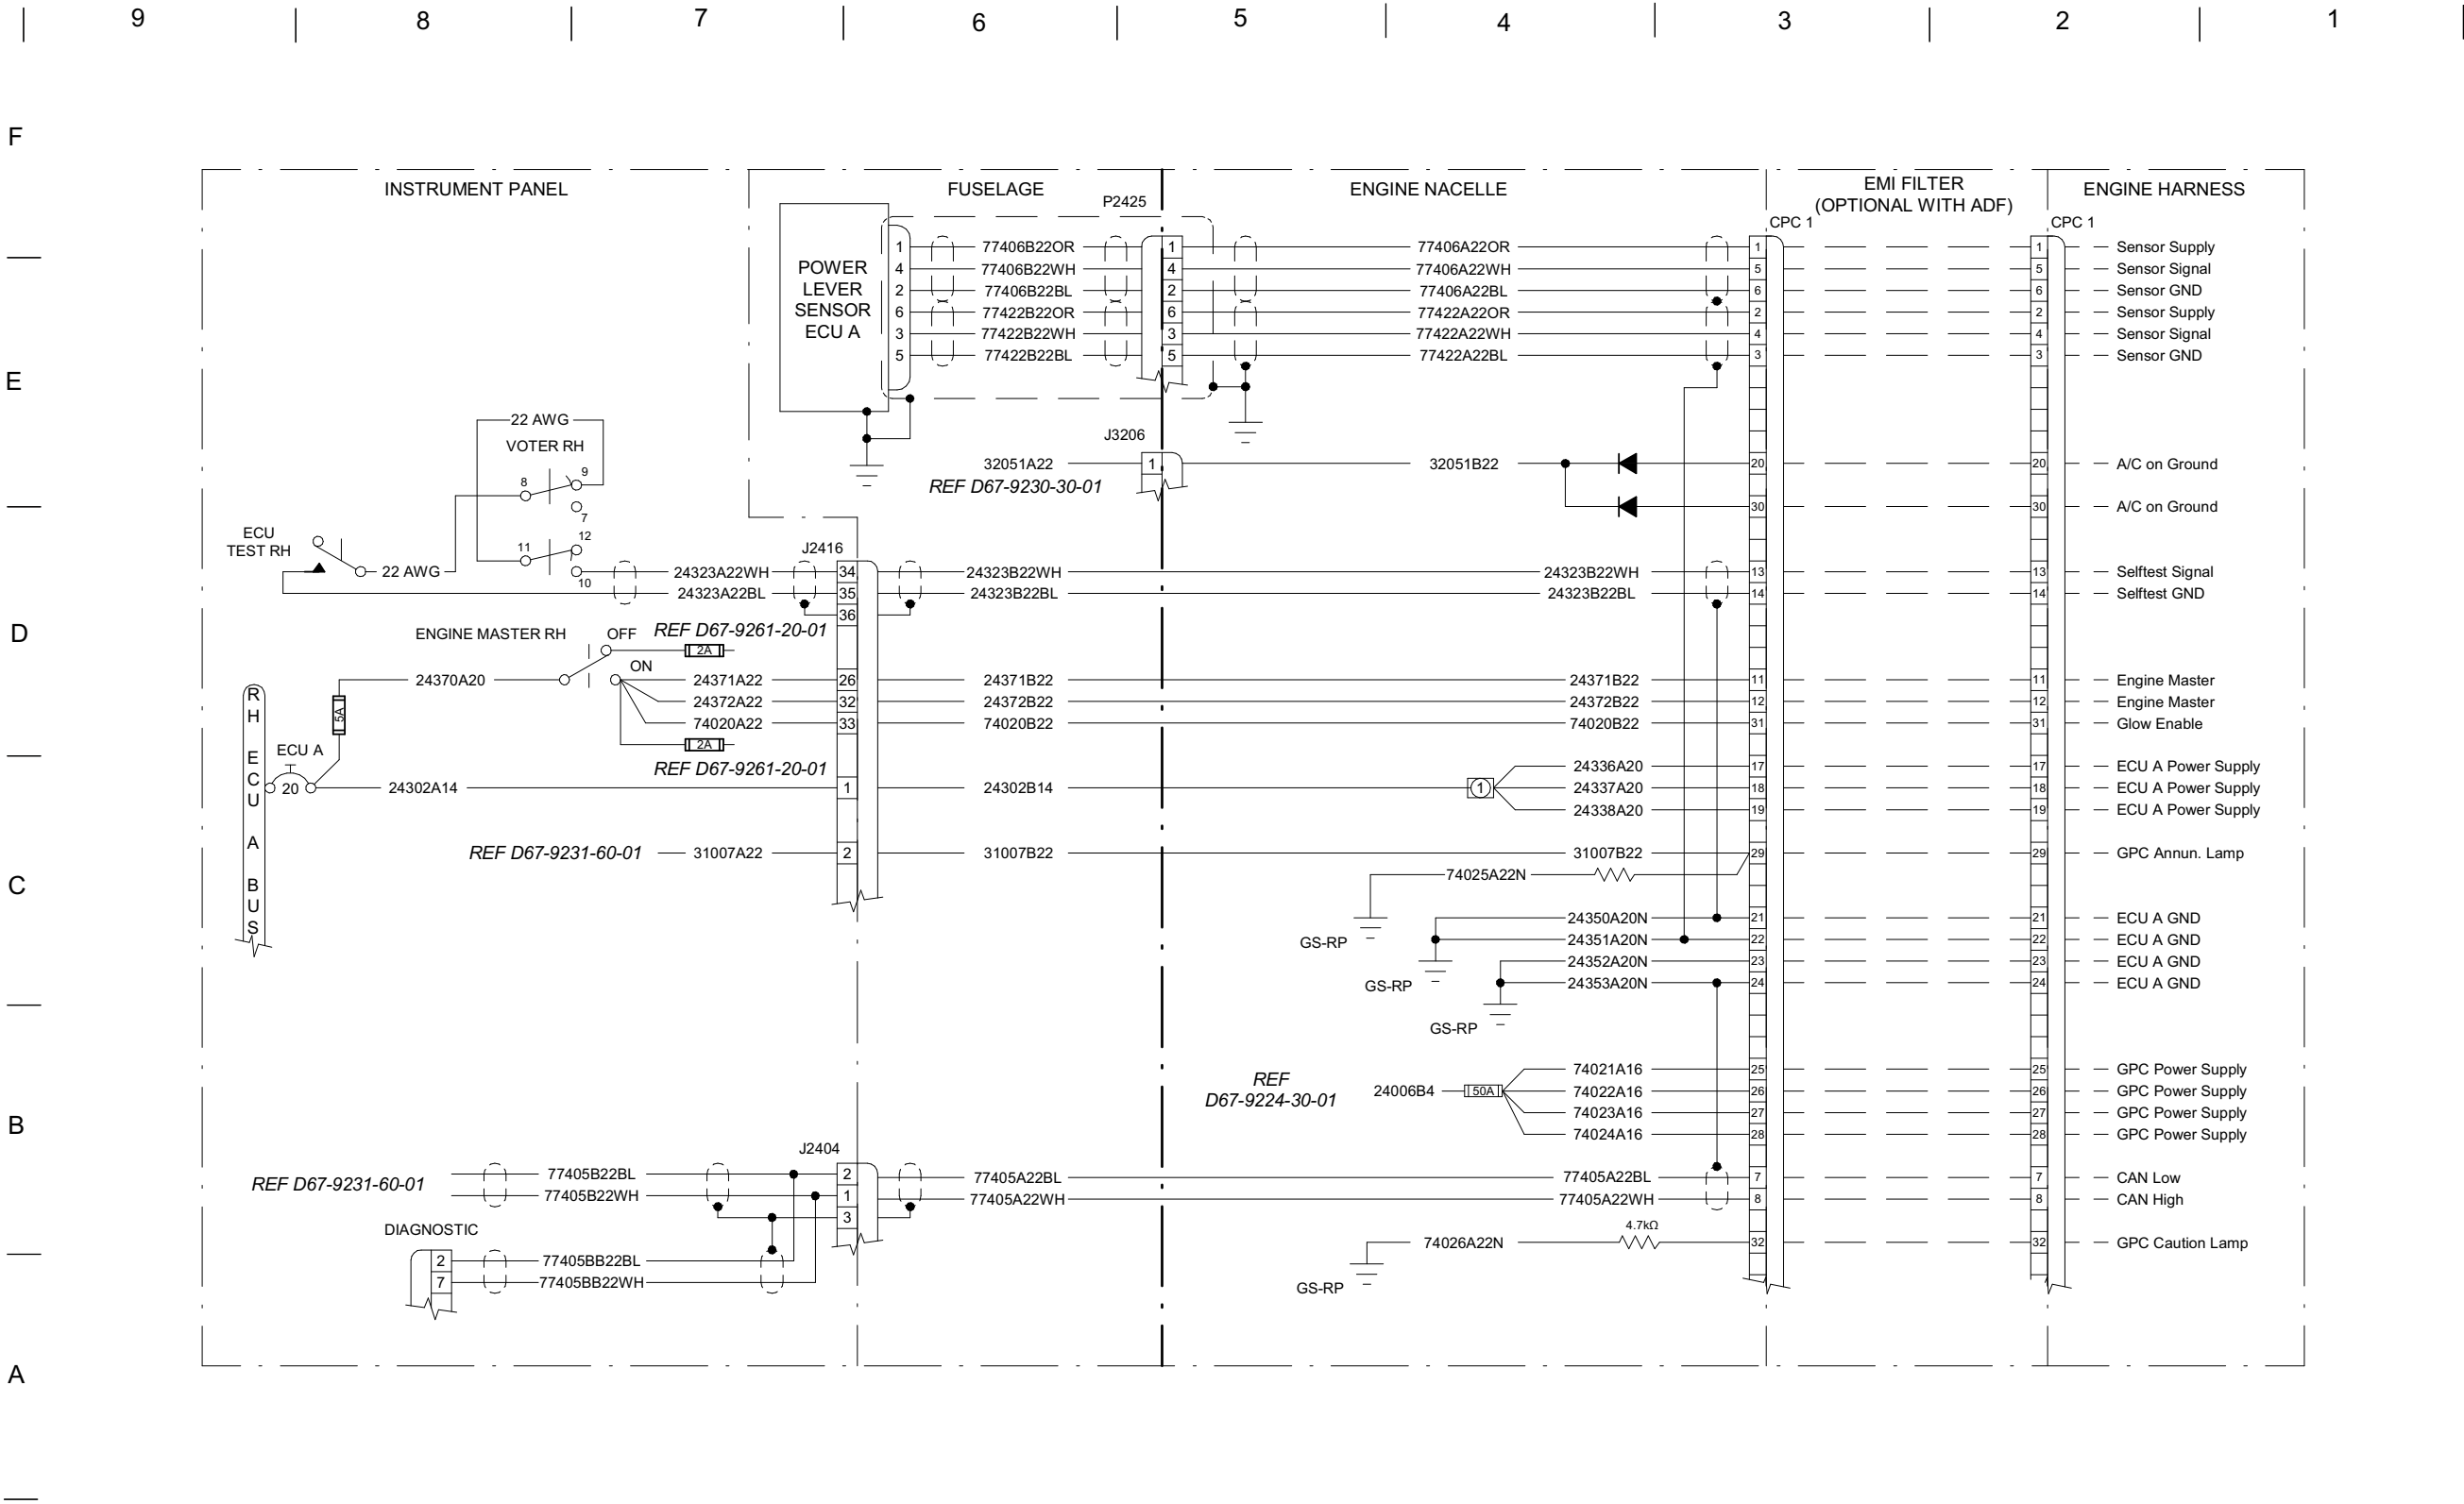 9 8 7 6 5 4 3 2 1
F
E
D
C
B
A
INSTRUMENT PANEL
FUSELAGE
ENGINE NACELLE
EMI FILTER
(OPTIONAL WITH ADF)
ENGINE HARNESS
P2425
CPC 1
CPC 1
POWER
LEVER
SENSOR
ECU A
1 77406B22OR 1 77406A22OR 1 1 Sensor Supply
4 77406B22WH 4 77406A22WH 5 5 Sensor Signal
2 77406B22BL 2 77406A22BL 6 6 Sensor GND
6 77422B22OR 6 77422A22OR 2 2 Sensor Supply
3 77422B22WH 3 77422A22WH 4 4 Sensor Signal
5 77422B22BL 5 77422A22BL 3 3 Sensor GND
22 AWG
VOTER RH
8 9
7
11 12
10
J3206
32051A22 1 32051B22 20 20 A/C on Ground
REF D67-9230-30-01
30 30 A/C on Ground
ECU
TEST RH
22 AWG
J2416
24323A22WH 34 24323B22WH 24323B22WH 13 13 Selftest Signal
24323A22BL 35 24323B22BL 24323B22BL 14 14 Selftest GND
36
ENGINE MASTER RH OFF REF D67-9261-20-01
2A
ON
24370A20 24371A22 26 24371B22 24371B22 11 11 Engine Master
24372A22 32 24372B22 24372B22 12 12 Engine Master
74020A22 33 74020B22 74020B22 31 31 Glow Enable
2A
REF D67-9261-20-01
RH ECU A BUS
5A
ECU A
20
24336A20 17 17 ECU A Power Supply
24302A14 1 24302B14 1 24337A20 18 18 ECU A Power Supply
24338A20 19 19 ECU A Power Supply
REF D67-9231-60-01 31007A22 2 31007B22 31007B22 29 29 GPC Annun. Lamp
74025A22N
GS-RP
24350A20N 21 21 ECU A GND
24351A20N 22 22 ECU A GND
GS-RP
24352A20N 23 23 ECU A GND
24353A20N 24 24 ECU A GND
GS-RP
REF
D67-9224-30-01
24006B4 50A
74021A16 25 25 GPC Power Supply
74022A16 26 26 GPC Power Supply
74023A16 27 27 GPC Power Supply
74024A16 28 28 GPC Power Supply
J2404
REF D67-9231-60-01
77405B22BL 2 77405A22BL 77405A22BL 7 7 CAN Low
77405B22WH 1 77405A22WH 77405A22WH 8 8 CAN High
3
DIAGNOSTIC
2 77405BB22BL
7 77405BB22WH
4.7kΩ
74026A22N 32 32 GPC Caution Lamp
GS-RP